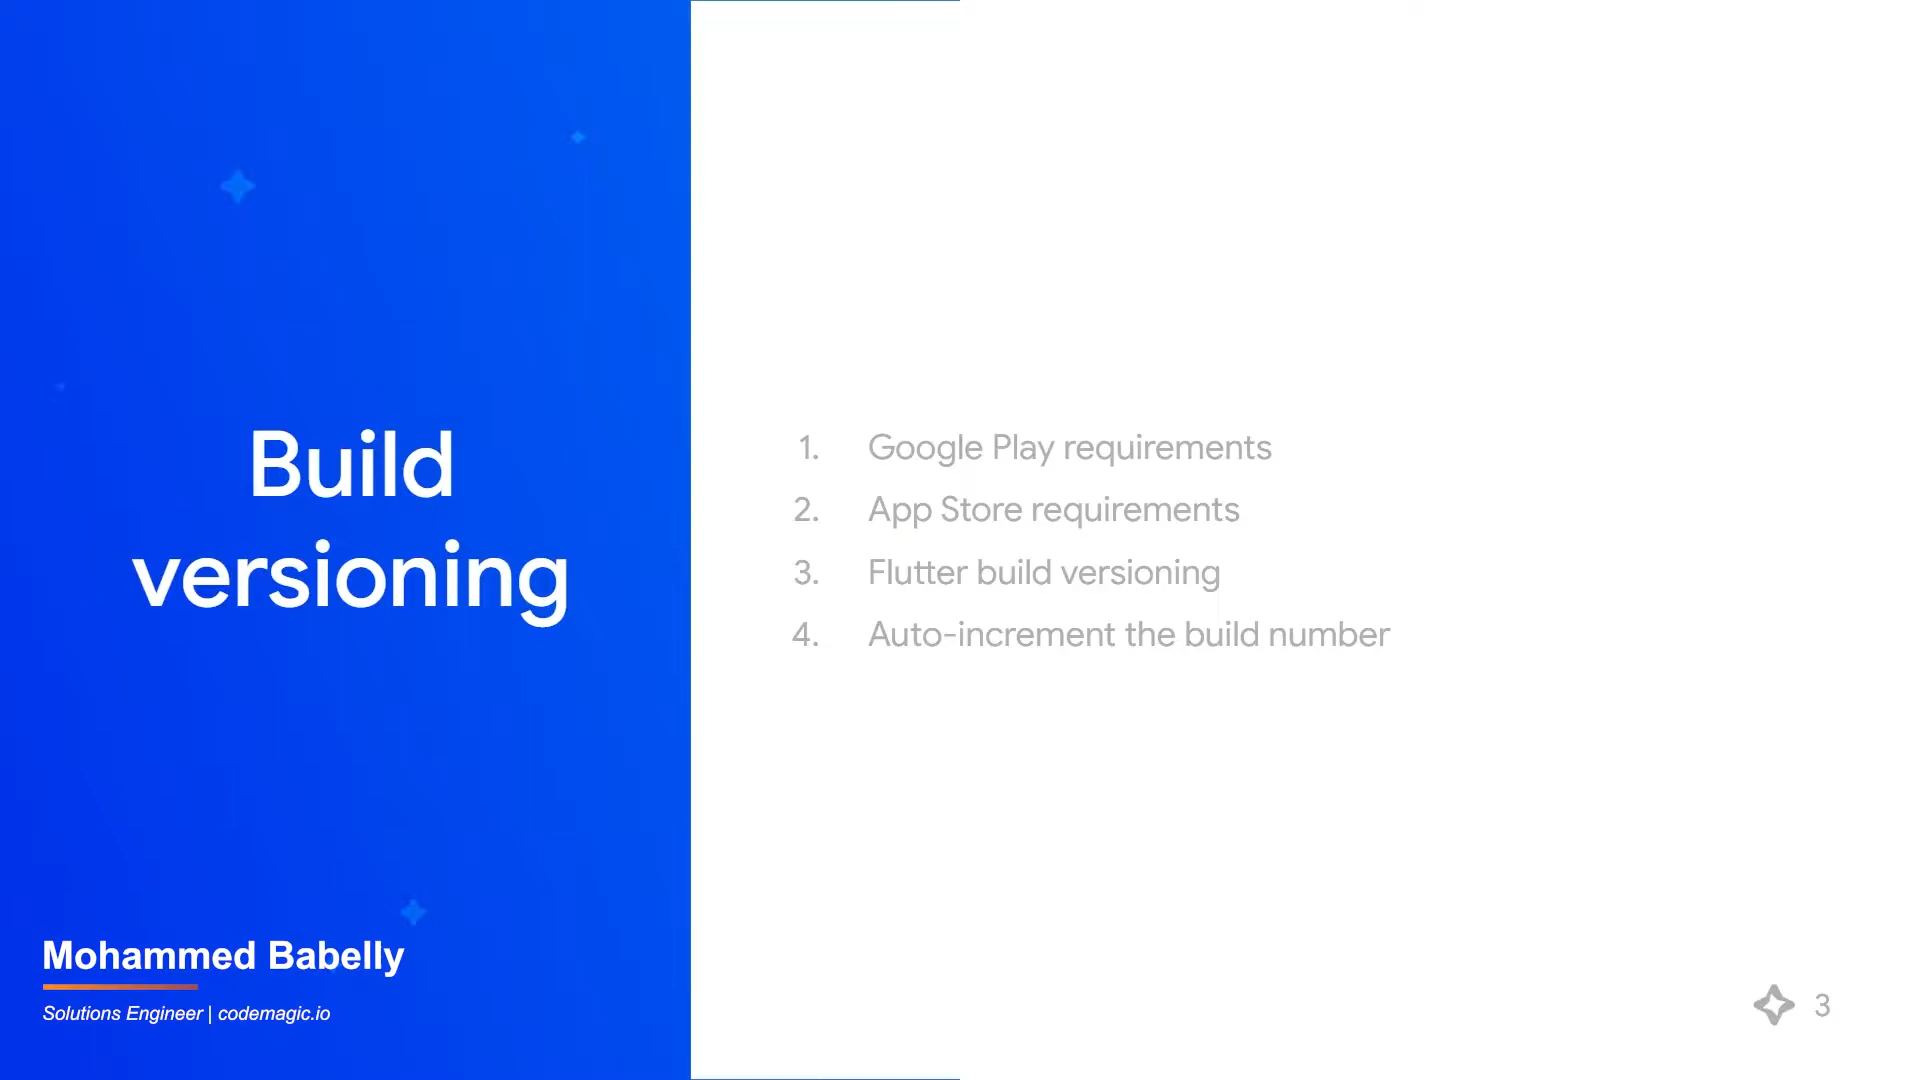 Build
versioning
1. Google Play requirements
2. App Store requirements
3. Flutter build versioning
4. Auto-increment the build number
Mohammed Babelly
Solutions Engineer | codemagic.io
3